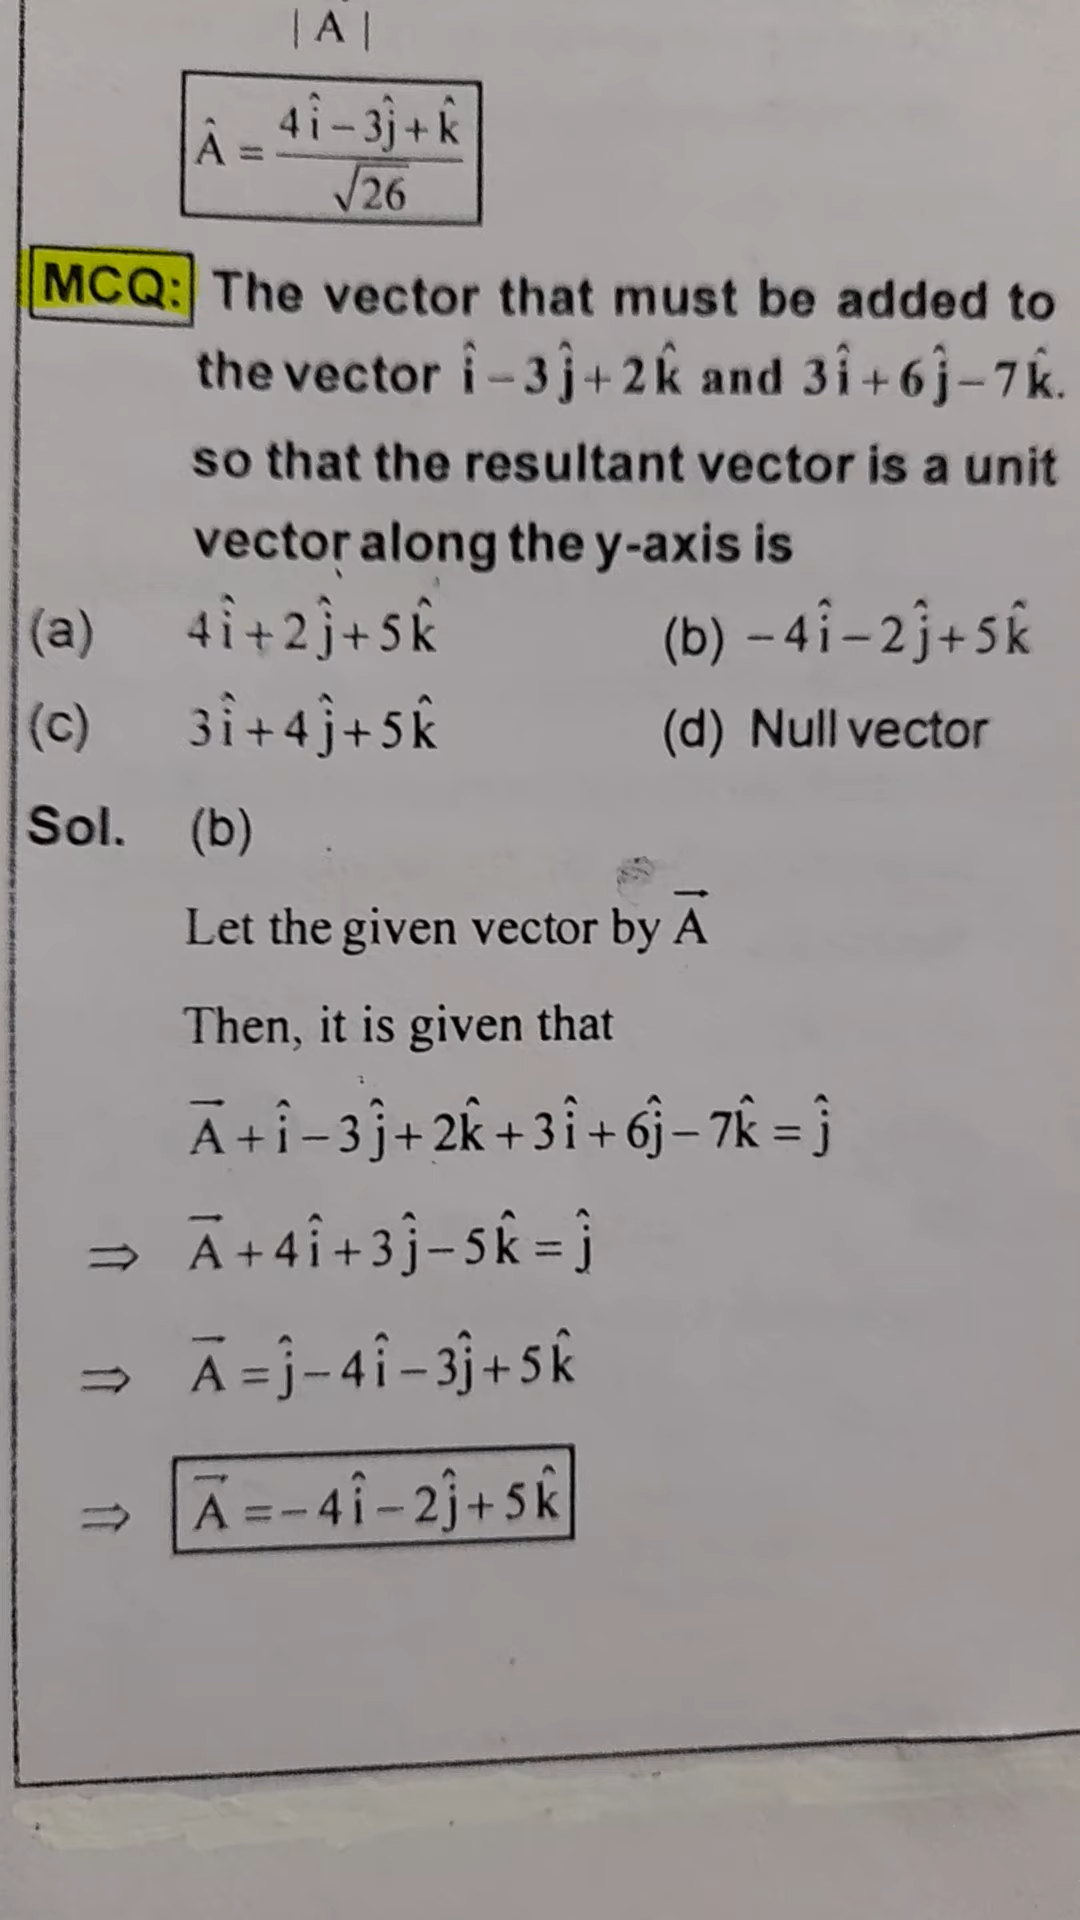 | A |
Â = (4î − 3ĵ + k̂) / √26
MCQ: The vector that must be added to
the vector î − 3ĵ + 2k̂ and 3î + 6ĵ − 7k̂.
so that the resultant vector is a unit
vector along the y-axis is
(a) 4î + 2ĵ + 5k̂ (b) − 4î − 2ĵ + 5k̂
(c) 3î + 4ĵ + 5k̂ (d) Null vector
Sol. (b)
Let the given vector by A⃗
Then, it is given that
A⃗ + î − 3ĵ + 2k̂ + 3î + 6ĵ − 7k̂ = ĵ
⇒ A⃗ + 4î + 3ĵ − 5k̂ = ĵ
⇒ A⃗ = ĵ − 4î − 3ĵ + 5k̂
⇒ A⃗ = − 4î − 2ĵ + 5k̂